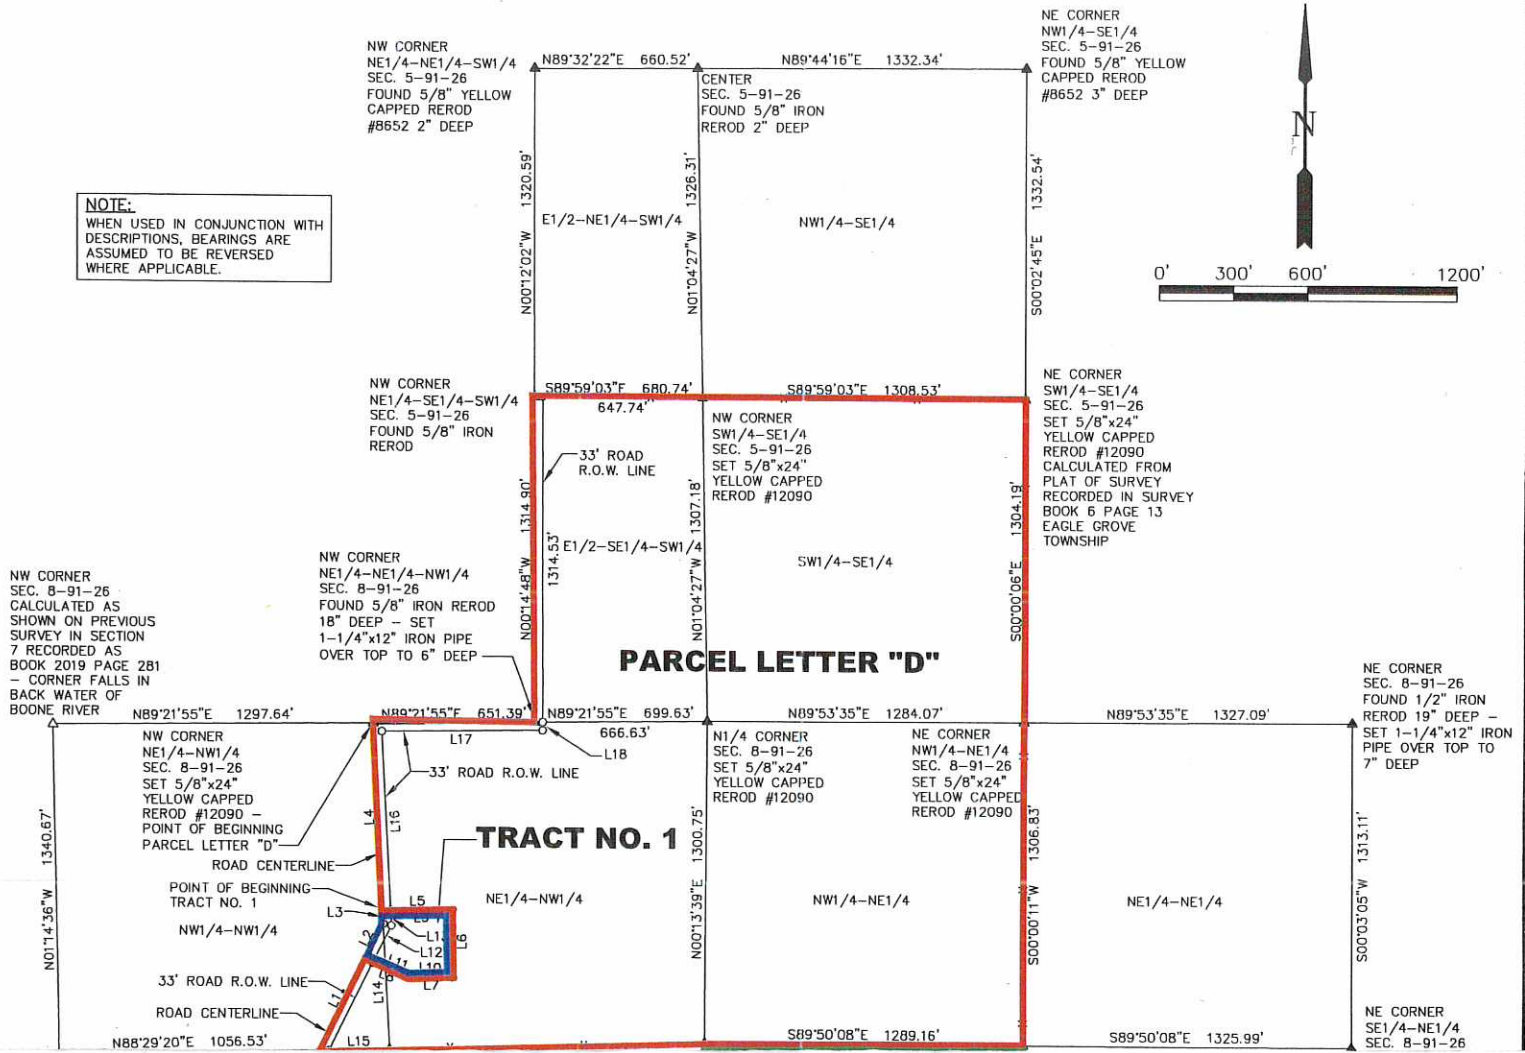 NW CORNER
NE1/4-NE1/4-SW1/4
SEC. 5-91-26
FOUND 5/8" YELLOW
CAPPED REROD
#8652 2" DEEP
N89°32'22"E 660.52'
N89°44'16"E 1332.34'
CENTER
SEC. 5-91-26
FOUND 5/8" IRON
REROD 2" DEEP
NE CORNER
NW1/4-SE1/4
SEC. 5-91-26
FOUND 5/8" YELLOW
CAPPED REROD
#8652 3" DEEP
N
0' 300' 600' 1200'
NOTE:
WHEN USED IN CONJUNCTION WITH
DESCRIPTIONS, BEARINGS ARE
ASSUMED TO BE REVERSED
WHERE APPLICABLE.
N00°12'02"W 1320.59'
E1/2-NE1/4-SW1/4
N01°04'27"W 1326.31'
NW1/4-SE1/4
S00°02'45"E 1332.54'
NW CORNER
NE1/4-SE1/4-SW1/4
SEC. 5-91-26
FOUND 5/8" IRON
REROD
S89°59'03"E 680.74'
647.74'
S89°59'03"E 1308.53'
NE CORNER
SW1/4-SE1/4
SEC. 5-91-26
SET 5/8"x24"
YELLOW CAPPED
REROD #12090
CALCULATED FROM
PLAT OF SURVEY
RECORDED IN SURVEY
BOOK 6 PAGE 13
EAGLE GROVE
TOWNSHIP
33' ROAD
R.O.W. LINE
NW CORNER
SW1/4-SE1/4
SEC. 5-91-26
SET 5/8"x24"
YELLOW CAPPED
REROD #12090
N00°14'48"W 1314.90'
1314.53'
E1/2-SE1/4-SW1/4
N01°04'27"W 1307.18'
SW1/4-SE1/4
S00°00'06"E 1304.19'
NW CORNER
SEC. 8-91-26
CALCULATED AS
SHOWN ON PREVIOUS
SURVEY IN SECTION
7 RECORDED AS
BOOK 2019 PAGE 281
- CORNER FALLS IN
BACK WATER OF
BOONE RIVER
NW CORNER
NE1/4-NE1/4-NW1/4
SEC. 8-91-26
FOUND 5/8" IRON REROD
18" DEEP - SET
1-1/4"x12" IRON PIPE
OVER TOP TO 6" DEEP
PARCEL LETTER "D"
NE CORNER
SEC. 8-91-26
FOUND 1/2" IRON
REROD 19" DEEP -
SET 1-1/4"x12" IRON
PIPE OVER TOP TO
7" DEEP
N89°21'55"E 1297.64'
N89°21'55"E 651.39'
N89°21'55"E 699.63'
N89°53'35"E 1284.07'
N89°53'35"E 1327.09'
L17
666.63'
L18
NW CORNER
NE1/4-NW1/4
SEC. 8-91-26
SET 5/8"x24"
YELLOW CAPPED
REROD #12090 -
POINT OF BEGINNING
PARCEL LETTER "D"
33' ROAD R.O.W. LINE
N1/4 CORNER
SEC. 8-91-26
SET 5/8"x24"
YELLOW CAPPED
REROD #12090
NE CORNER
NW1/4-NE1/4
SEC. 8-91-26
SET 5/8"x24"
YELLOW CAPPED
REROD #12090
L4
L16
TRACT NO. 1
ROAD CENTERLINE
POINT OF BEGINNING
TRACT NO. 1
L3
L5
NE1/4-NW1/4
NW1/4-NE1/4
NE1/4-NE1/4
N01°14'36"W 1340.67'
N00°13'39"E 1300.75'
S00°00'11"W 1306.83'
S00°03'05"W 1313.11'
NW1/4-NW1/4
L2
L12
L6
L11
L10
L7
L14
33' ROAD R.O.W. LINE
L1
ROAD CENTERLINE
N88°29'20"E 1056.53'
L15
S89°50'08"E 1289.16'
S89°50'08"E 1325.99'
NE CORNER
SE1/4-NE1/4
SEC. 8-91-26